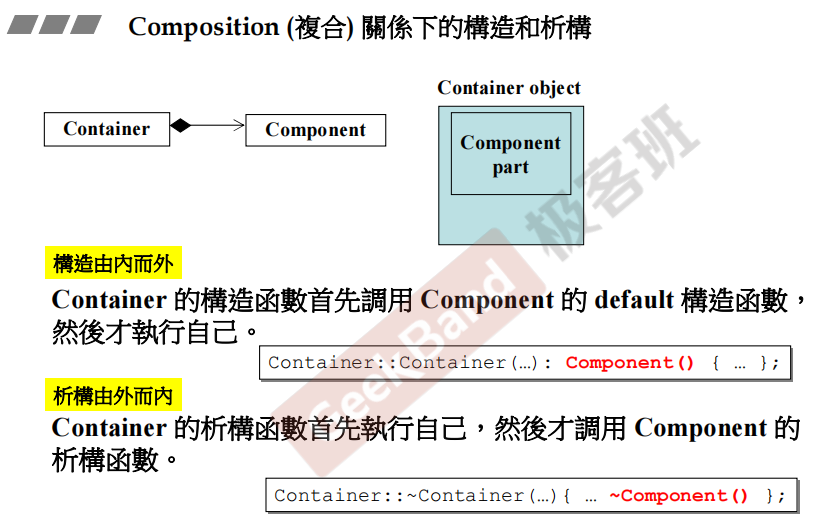 Composition (複合) 關係下的構造和析構
Container object
Container
Component
Component
part
構造由內而外
Container 的構造函數首先調用 Component 的 default 構造函數，
然後才執行自己。
Container::Container(…): Component() { … };
析構由外而內
Container 的析構函數首先執行自己，然後才調用 Component 的
析構函數。
Container::~Container(…){ … ~Component() };
SeekBand 极客班